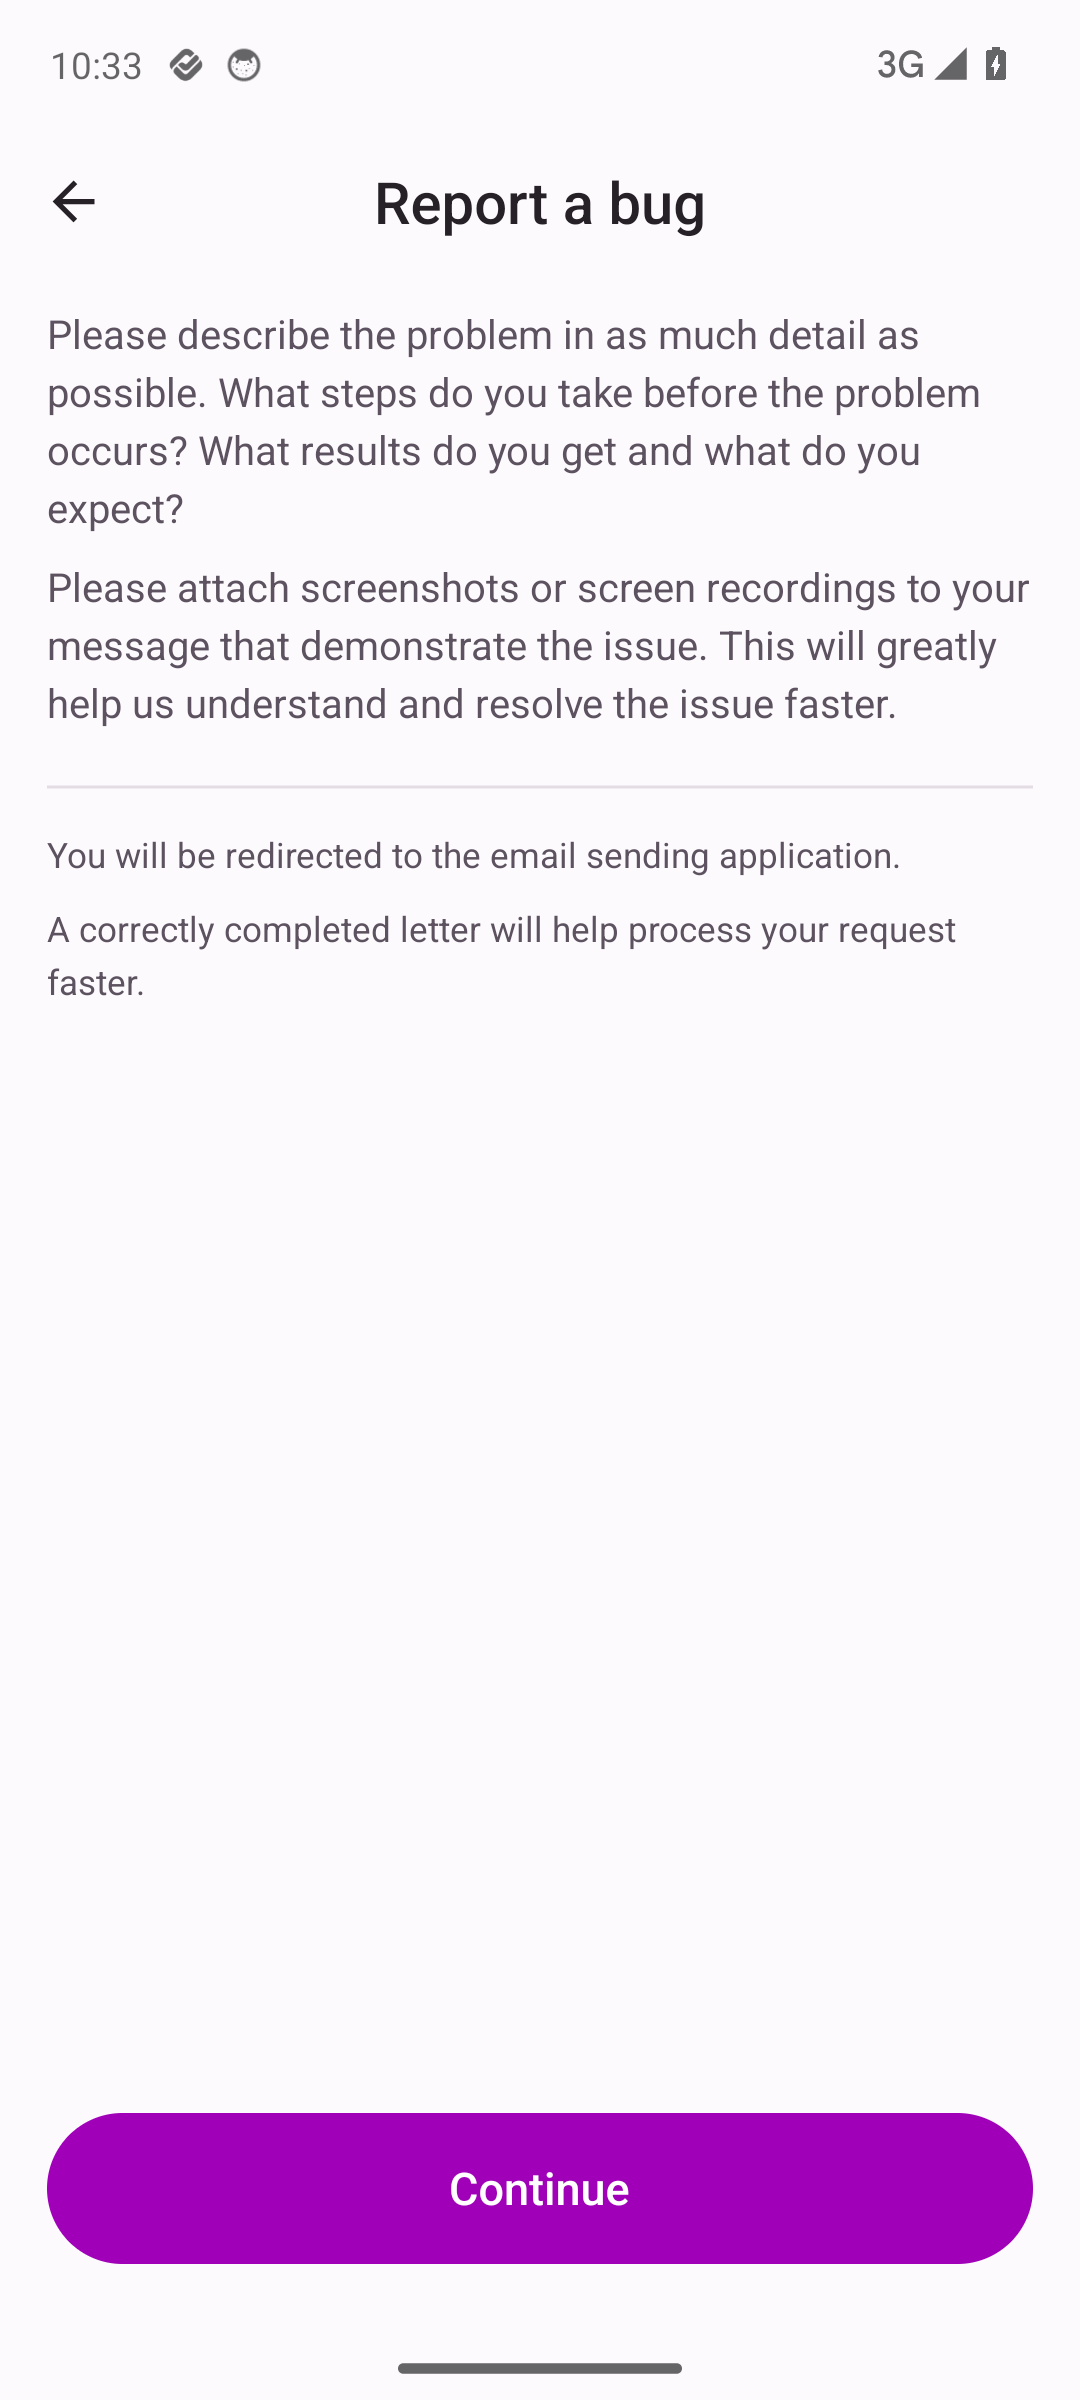 10:33
3G
Report a bug
Please describe the problem in as much detail as
possible. What steps do you take before the problem
occurs? What results do you get and what do you
expect?
Please attach screenshots or screen recordings to your
message that demonstrate the issue. This will greatly
help us understand and resolve the issue faster.
You will be redirected to the email sending application.
A correctly completed letter will help process your request
faster.
Continue